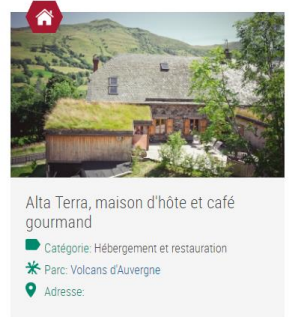 Alta Terra, maison d'hôte et café
gourmand
Catégorie: Hébergement et restauration
Parc: Volcans d'Auvergne
Adresse: